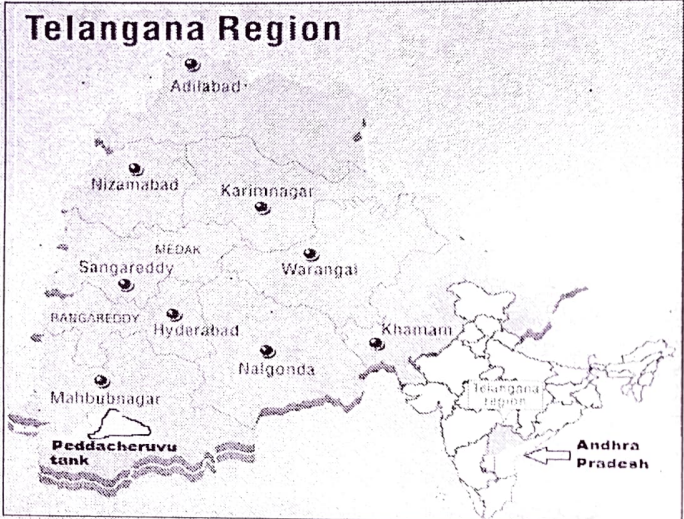 Telangana Region
Adilabad
Nizamabad
Karimnagar
MEDAK
Sangareddy
Warangal
RANGAREDDY
Hyderabad
Khamam
Nalgonda
Mahbubnagar
Telangana
region
Peddacheruvu
tank
Andhra
Pradesh